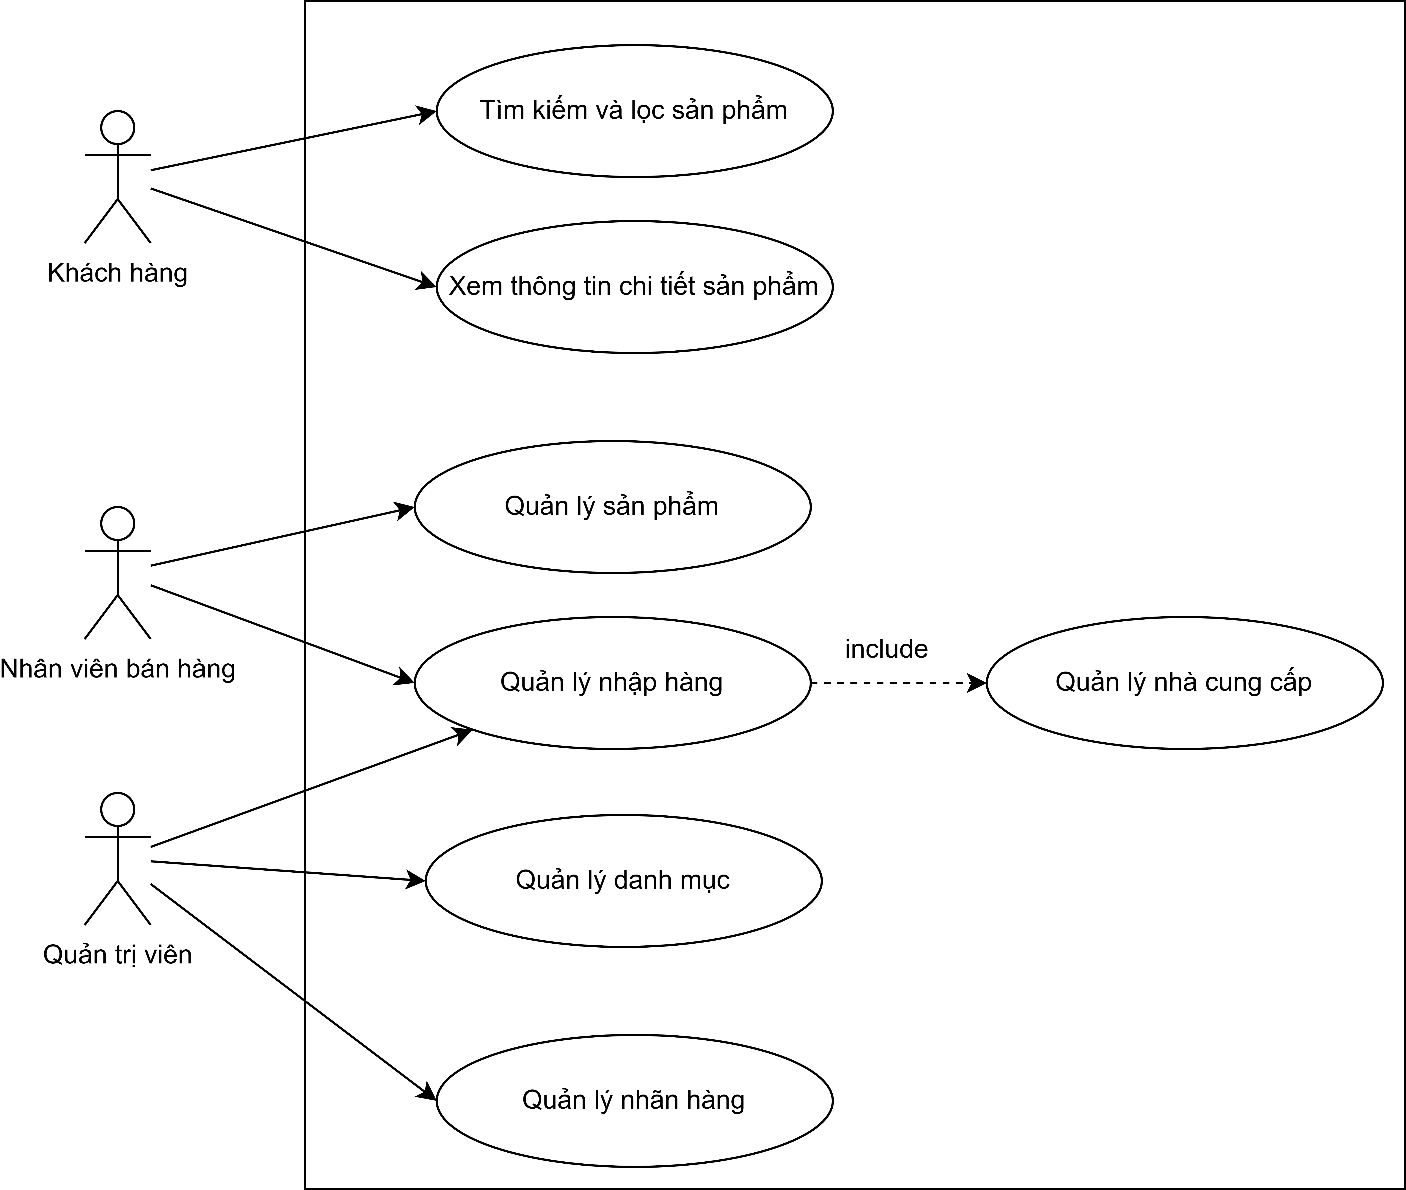 Tìm kiếm và lọc sản phẩm
Khách hàng
Xem thông tin chi tiết sản phẩm
Quản lý sản phẩm
Nhân viên bán hàng
Quản lý nhập hàng
include
Quản lý nhà cung cấp
Quản lý danh mục
Quản trị viên
Quản lý nhãn hàng